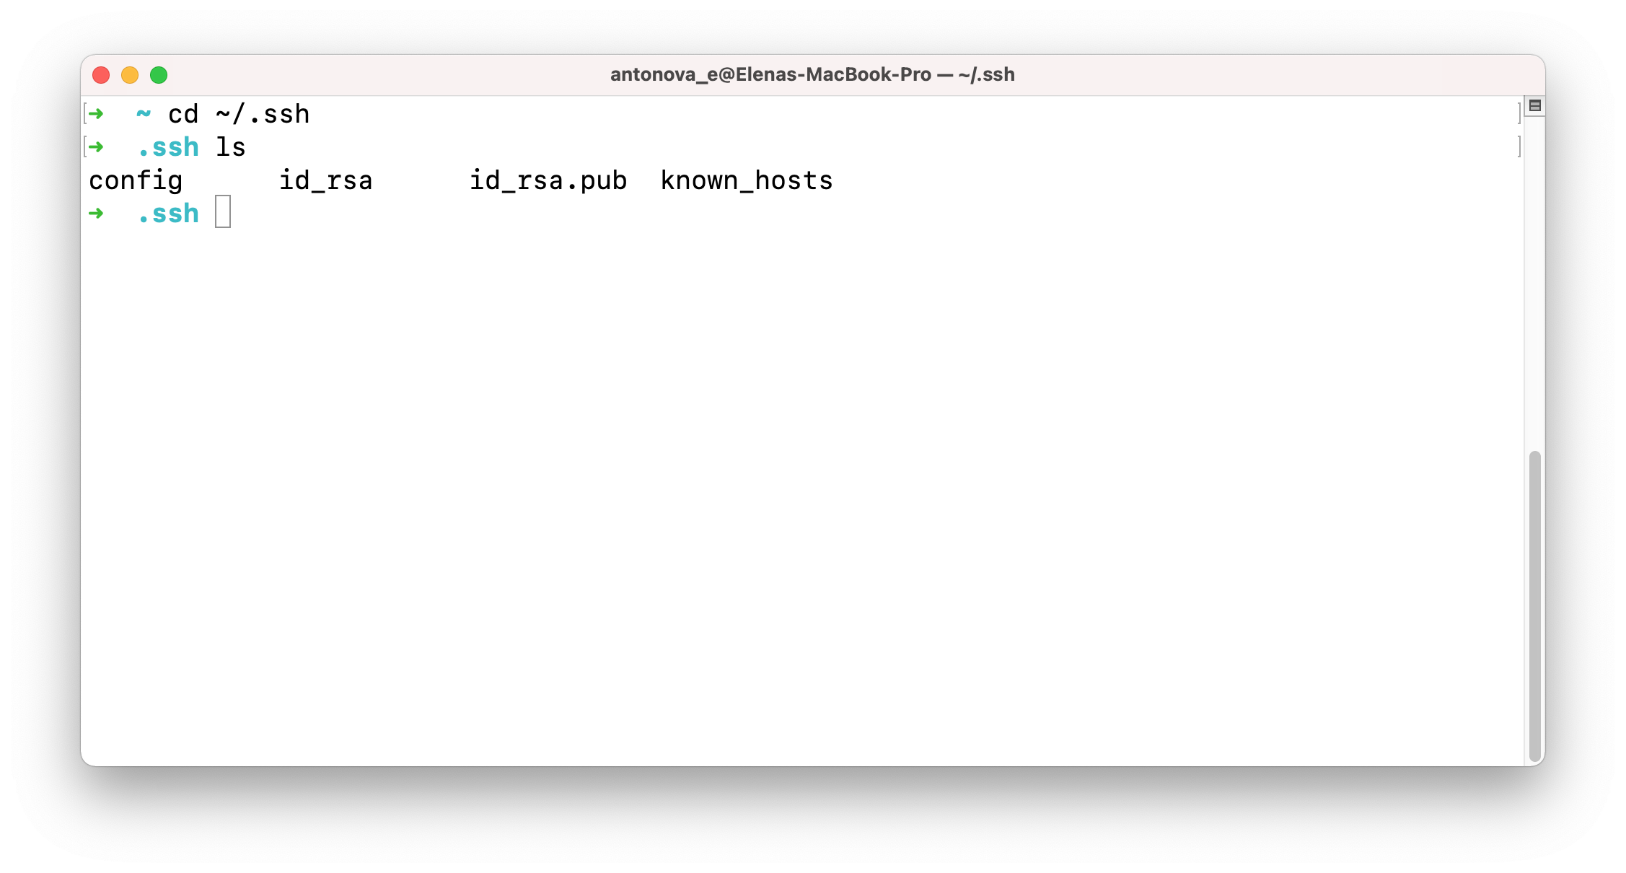 antonova_e@Elenas-MacBook-Pro — ~/.ssh
➜ ~ cd ~/.ssh
➜ .ssh ls
config id_rsa id_rsa.pub known_hosts
➜ .ssh